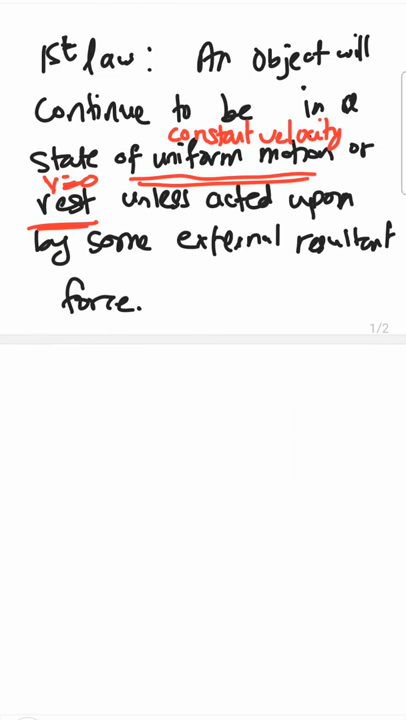 1st law: An object will
continue to be in a
constant velocity
state of uniform motion or
v=0
rest unless acted upon
by some external resultant
force.
1/2